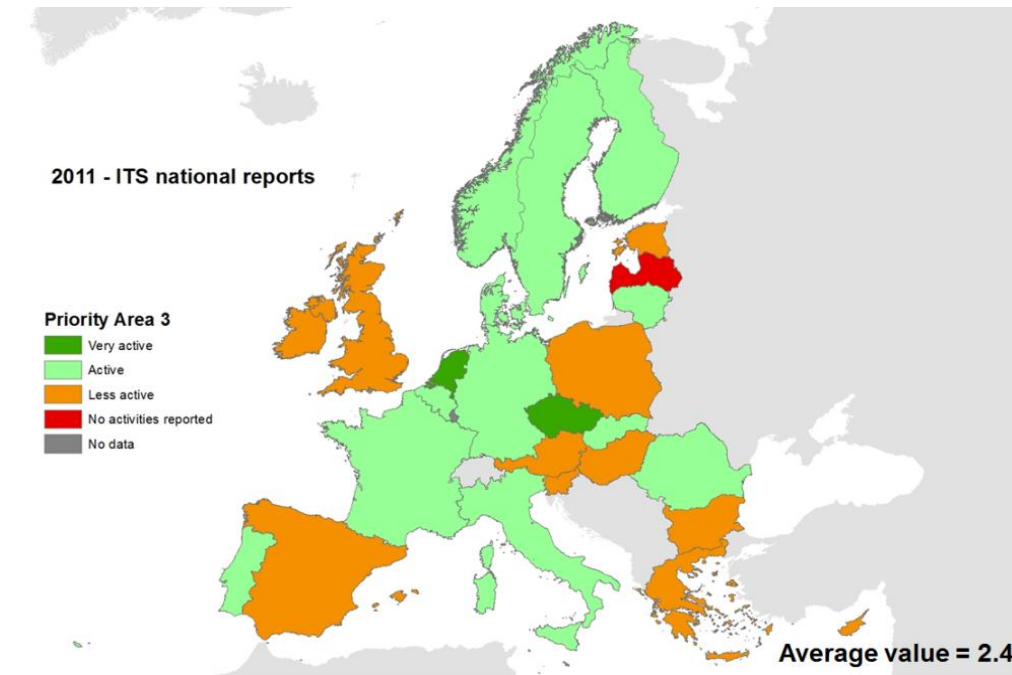 2011 - ITS national reports
Priority Area 3
Very active
Active
Less active
No activities reported
No data
Average value = 2.4